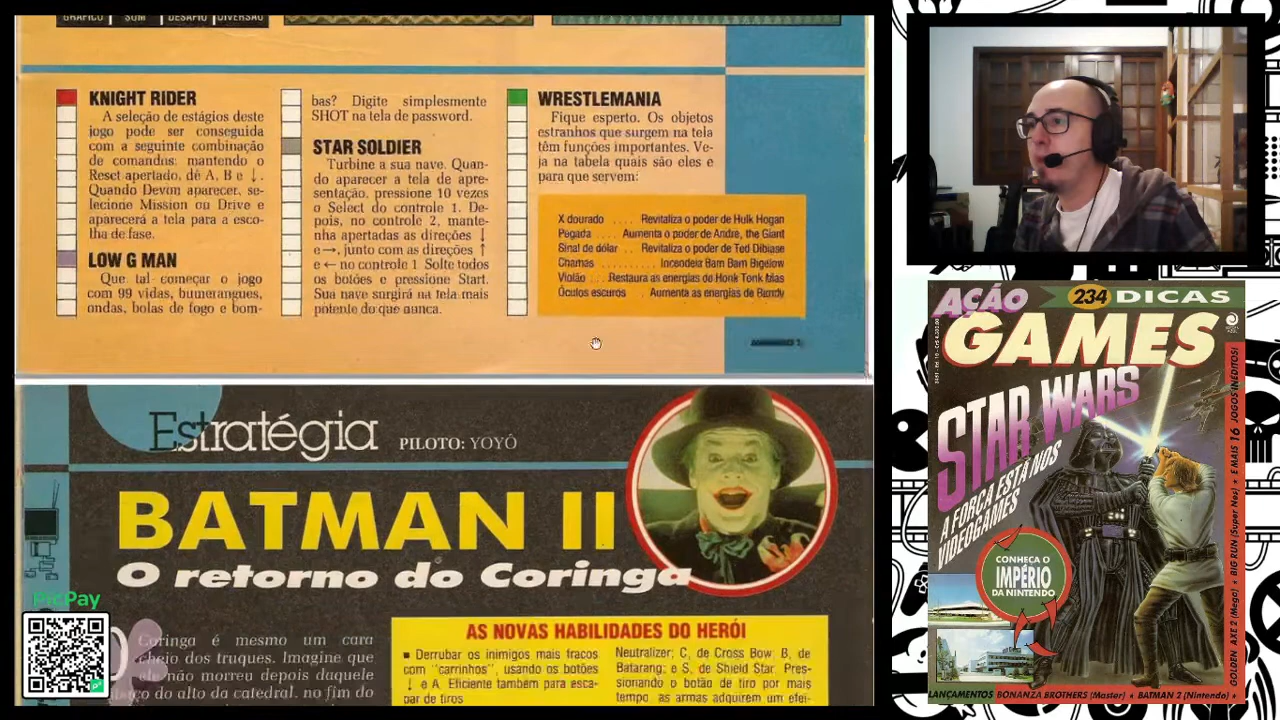 GRÁFICO SOM DESAFIO DIVERSÃO
KNIGHT RIDER
A seleção de estágios deste
jogo pode ser conseguida
com a seguinte combinação
de comandos: mantendo o
Reset apertado, dê A, B e ↓.
Quando Devon aparecer, se-
lecione Mission ou Drive e
aparecerá a tela para a esco-
lha de fase.
LOW G MAN
Que tal começar o jogo
com 99 vidas, bumerangues,
ondas, bolas de fogo e bom-
bas? Digite simplesmente
SHOT na tela de password.
STAR SOLDIER
Turbine a sua nave. Quan-
do aparecer a tela de apre-
sentação, pressione 10 vezes
o Select do controle 1. De-
pois, no controle 2, mante-
nha apertadas as direções ↓
e →, junto com as direções ↑
e ← no controle 1. Solte todos
os botões e pressione Start.
Sua nave surgirá na tela mais
potente do que nunca.
WRESTLEMANIA
Fique esperto. Os objetos
estranhos que surgem na tela
têm funções importantes. Ve-
ja na tabela quais são eles e
para que servem:
X dourado .... Revitaliza o poder de Hulk Hogan
Pegada .... Aumenta o poder de Andre, the Giant
Sinal de dólar .. Revitaliza o poder de Ted Dibiase
Chamas .......... Incendeia Bam Bam Bigelow
Violão .... Restaura as energias de Honk Tonk Mas
Óculos escuros .. Aumenta as energias de Randy
Estratégia
PILOTO: YOYÔ
BATMAN II
O retorno do Coringa
PicPay
Coringa é mesmo um cara
cheio dos truques. Imagine que
ele não morreu depois daquele
do alto da catedral, no fim do
AS NOVAS HABILIDADES DO HERÓI
■ Derrubar os inimigos mais fracos
com "carrinhos", usando os botões
↓ e A. Eficiente também para esca-
par de tiros
Neutralizer; C, de Cross Bow; B, de
Batarang; e S, de Shield Star. Pres-
sionando o botão de tiro por mais
tempo, as armas adquirem um efei-
AÇÃO
234 DICAS
GAMES
STAR WARS
A FORÇA ESTÁ NOS
VIDEOGAMES
CONHEÇA O
IMPÉRIO
DA NINTENDO
GOLDEN AXE 2 (Mega) ♦ BIG RUN (Super Nes) ♦ E MAIS 16 JOGOS INÉDITOS!
LANÇAMENTOS BONANZA BROTHERS (Master) ♦ BATMAN 2 (Nintendo) ♦